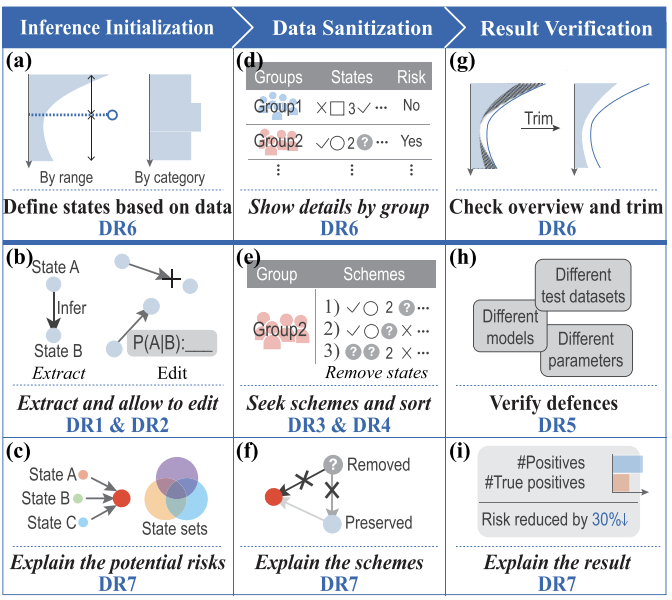 Inference Initialization
Data Sanitization
Result Verification
(a)
By range
By category
Define states based on data
DR6
(d)
Groups States Risk
Group1 × □ 3 ✓ ··· No
Group2 ✓ ○ 2 ? ··· Yes
⋮ ⋮ ⋮
Show details by group
DR6
(g)
Trim
Check overview and trim
DR6
(b)
State A
Infer
State B
P(A|B):___
Extract
Edit
Extract and allow to edit
DR1 & DR2
(e)
Group Schemes
Group2
1) ✓ ○ 2 ? ···
2) ✓ ○ ? × ···
3) ? ? 2 × ···
Remove states
Seek schemes and sort
DR3 & DR4
(h)
Different
test datasets
Different
models
Different
parameters
Verify defences
DR5
(c)
State A
State B
State C
State sets
Explain the potential risks
DR7
(f)
? Removed
Preserved
Explain the schemes
DR7
(i)
#Positives
#True positives
Risk reduced by 30%↓
Explain the result
DR7